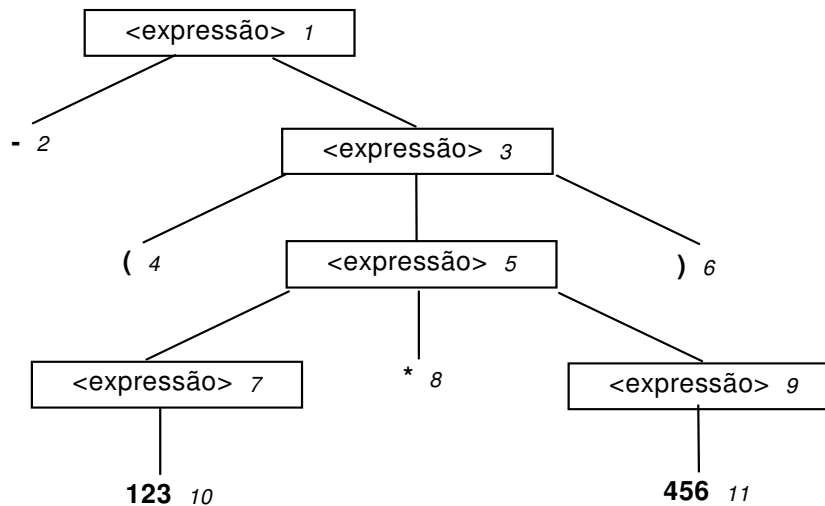 <expressão> 1
- 2
<expressão> 3
( 4
<expressão> 5
) 6
<expressão> 7
* 8
<expressão> 9
123 10
456 11